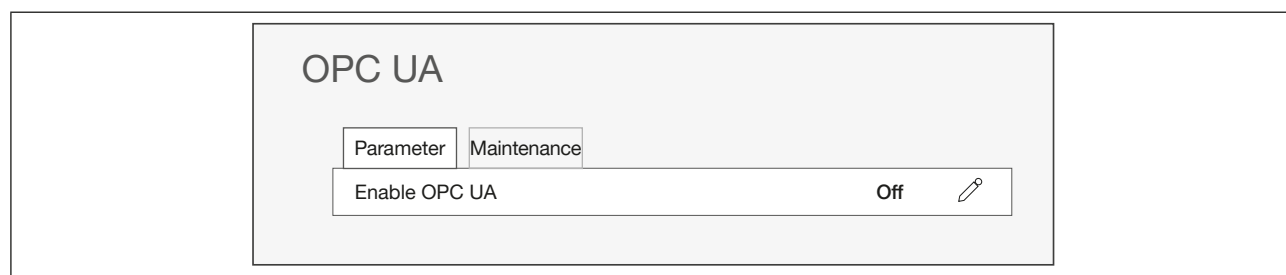 OPC UA
Parameter Maintenance
Enable OPC UA Off